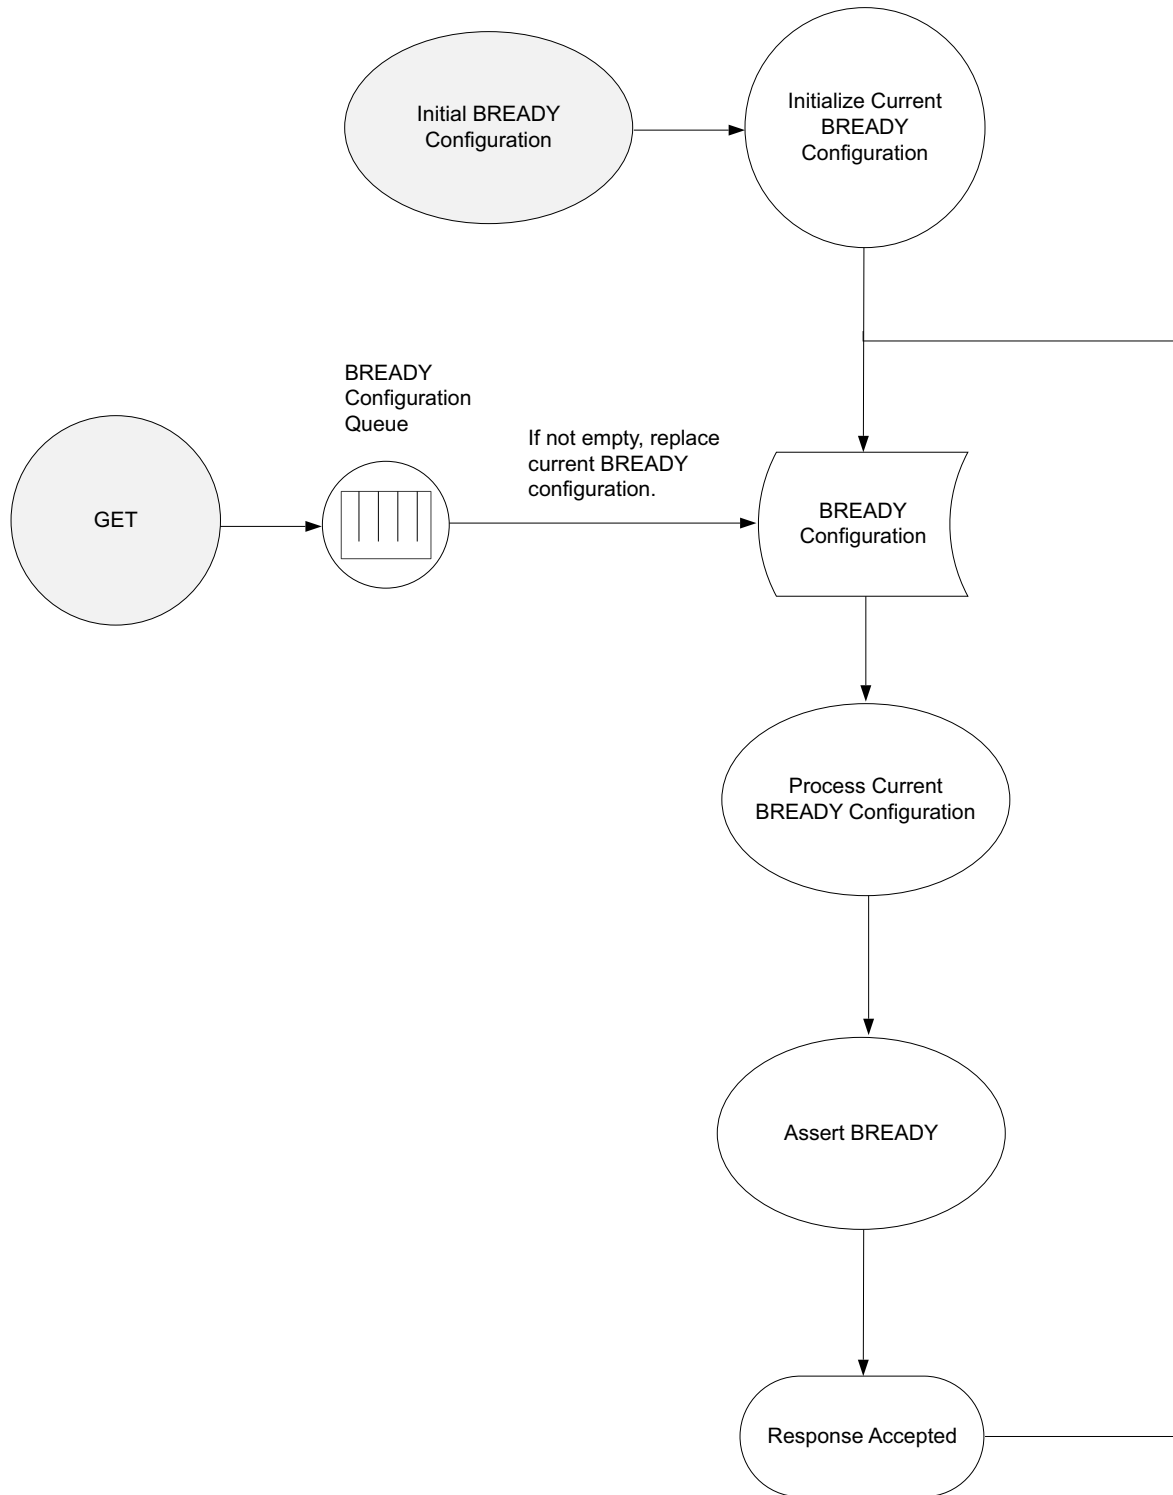 Initial BREADY
Configuration
Initialize Current
BREADY
Configuration
BREADY
Configuration
Queue
If not empty, replace
current BREADY
configuration.
GET
BREADY
Configuration
Process Current
BREADY Configuration
Assert BREADY
Response Accepted